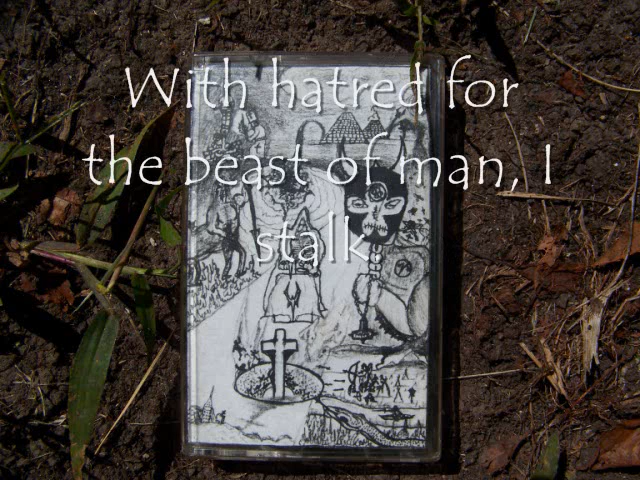 With hatred for
the beast of man, I
stalk.